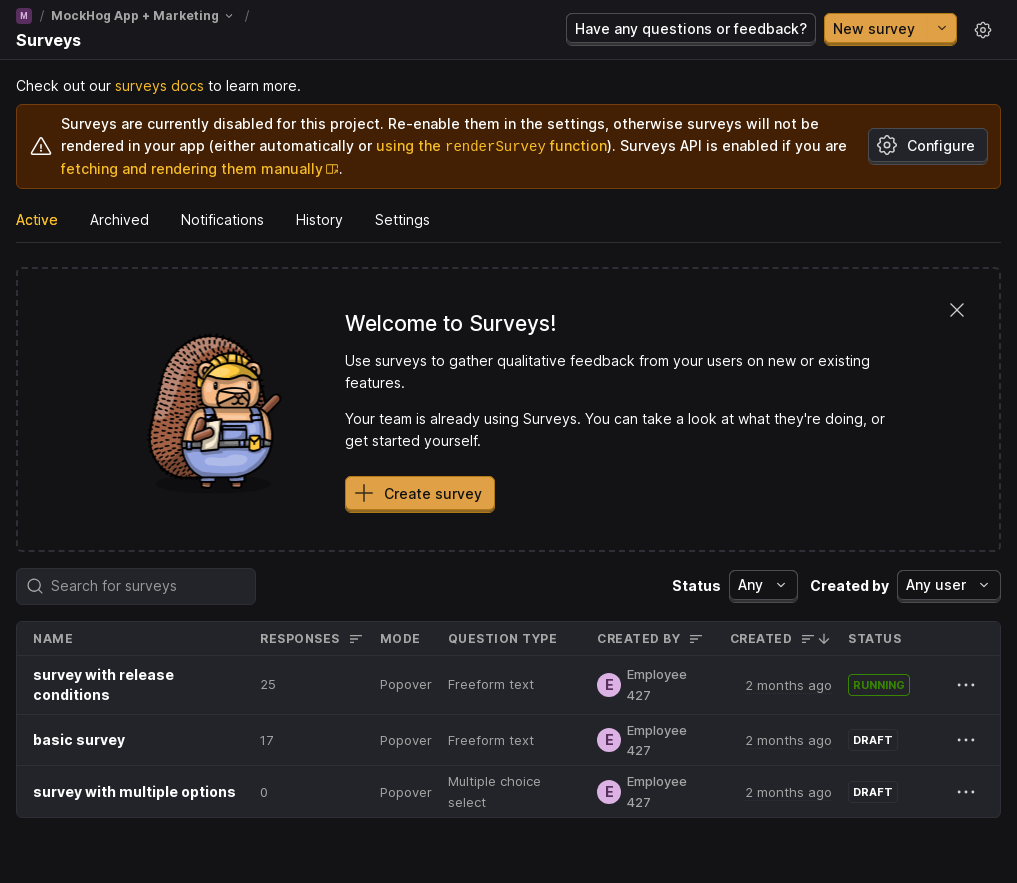 M / MockHog App + Marketing /
Surveys
Have any questions or feedback?
New survey
Check out our surveys docs to learn more.
Surveys are currently disabled for this project. Re-enable them in the settings, otherwise surveys will not be
rendered in your app (either automatically or using the renderSurvey function). Surveys API is enabled if you are
fetching and rendering them manually.
Configure
Active Archived Notifications History Settings
Welcome to Surveys!
Use surveys to gather qualitative feedback from your users on new or existing
features.
Your team is already using Surveys. You can take a look at what they're doing, or
get started yourself.
Create survey
Search for surveys
Status Any Created by Any user
NAME RESPONSES MODE QUESTION TYPE CREATED BY CREATED STATUS
survey with release
conditions
25 Popover Freeform text
E Employee
427
2 months ago RUNNING
basic survey 17 Popover Freeform text
E Employee
427
2 months ago DRAFT
survey with multiple options 0 Popover
Multiple choice
select
E Employee
427
2 months ago DRAFT